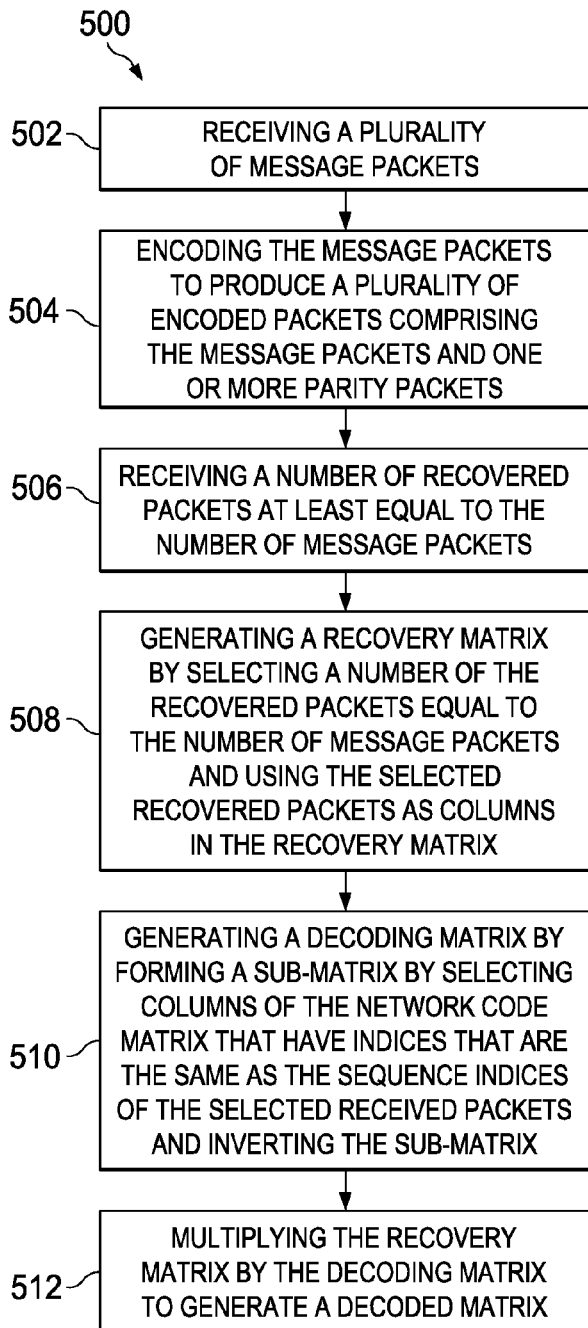 500
502
RECEIVING A PLURALITY
OF MESSAGE PACKETS
504
ENCODING THE MESSAGE PACKETS
TO PRODUCE A PLURALITY OF
ENCODED PACKETS COMPRISING
THE MESSAGE PACKETS AND ONE
OR MORE PARITY PACKETS
506
RECEIVING A NUMBER OF RECOVERED
PACKETS AT LEAST EQUAL TO THE
NUMBER OF MESSAGE PACKETS
508
GENERATING A RECOVERY MATRIX
BY SELECTING A NUMBER OF THE
RECOVERED PACKETS EQUAL TO
THE NUMBER OF MESSAGE PACKETS
AND USING THE SELECTED
RECOVERED PACKETS AS COLUMNS
IN THE RECOVERY MATRIX
510
GENERATING A DECODING MATRIX BY
FORMING A SUB-MATRIX BY SELECTING
COLUMNS OF THE NETWORK CODE
MATRIX THAT HAVE INDICES THAT ARE
THE SAME AS THE SEQUENCE INDICES
OF THE SELECTED RECEIVED PACKETS
AND INVERTING THE SUB-MATRIX
512
MULTIPLYING THE RECOVERY
MATRIX BY THE DECODING MATRIX
TO GENERATE A DECODED MATRIX